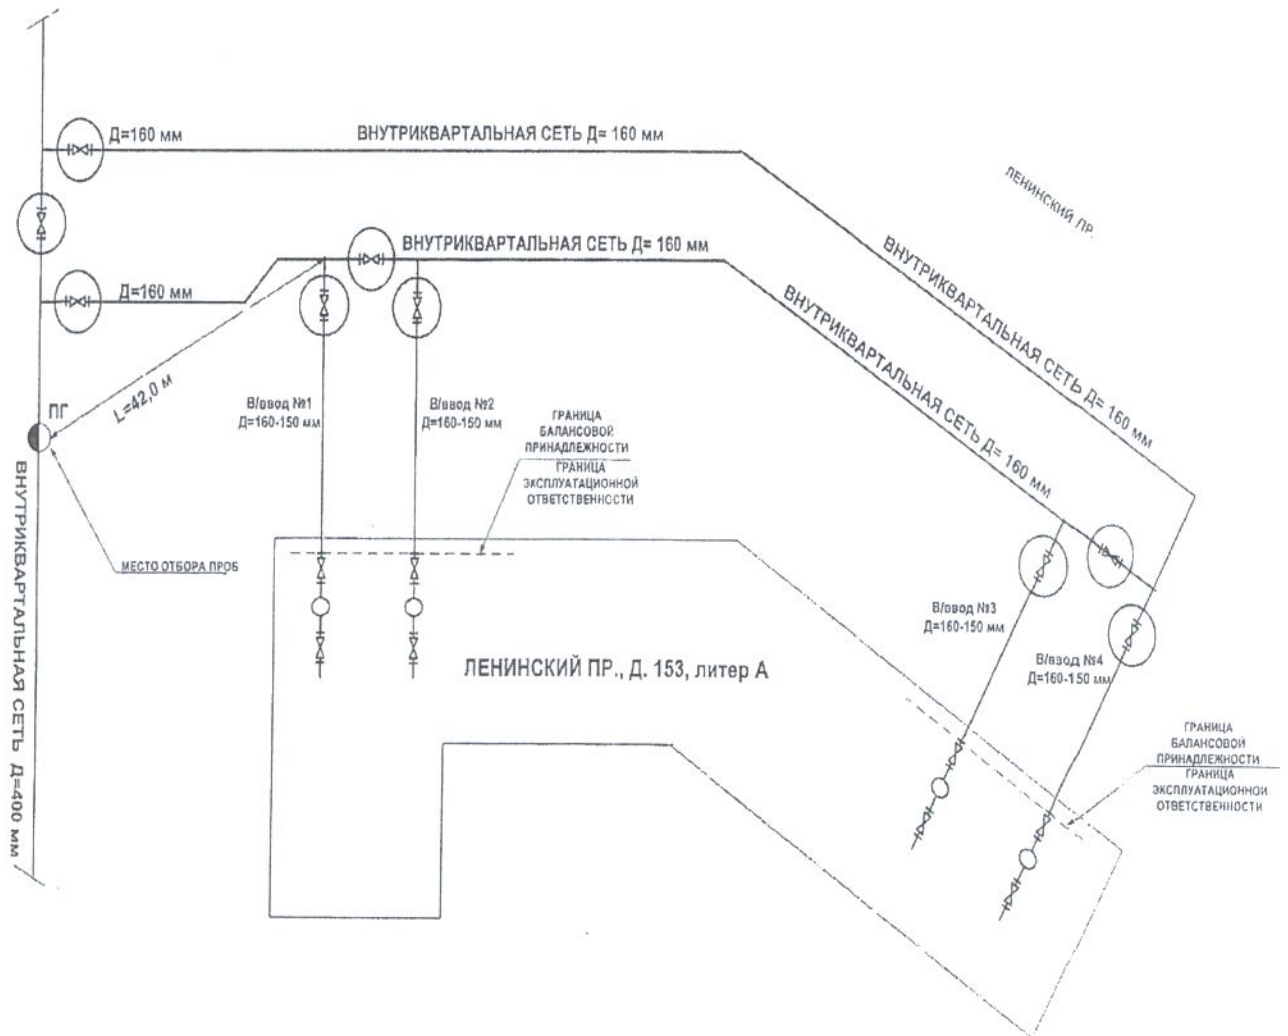 Д=160 мм
ВНУТРИКВАРТАЛЬНАЯ СЕТЬ Д= 160 мм
ЛЕНИНСКИЙ ПР.
ВНУТРИКВАРТАЛЬНАЯ СЕТЬ Д= 160 мм
ВНУТРИКВАРТАЛЬНАЯ СЕТЬ Д= 160 мм
Д=160 мм
ВНУТРИКВАРТАЛЬНАЯ СЕТЬ Д= 160 мм
L=42,0 м
ПГ
В/ввод №1
Д=160-150 мм
В/ввод №2
Д=160-150 мм
ГРАНИЦА
БАЛАНСОВОЙ
ПРИНАДЛЕЖНОСТИ
ГРАНИЦА
ЭКСПЛУАТАЦИОННОЙ
ОТВЕТСТВЕННОСТИ
ВНУТРИКВАРТАЛЬНАЯ СЕТЬ Д=400 мм
МЕСТО ОТБОРА ПРОБ
В/ввод №3
Д=160-150 мм
В/ввод №4
Д=160-150 мм
ЛЕНИНСКИЙ ПР., Д. 153, литер А
ГРАНИЦА
БАЛАНСОВОЙ
ПРИНАДЛЕЖНОСТИ
ГРАНИЦА
ЭКСПЛУАТАЦИОННОЙ
ОТВЕТСТВЕННОСТИ